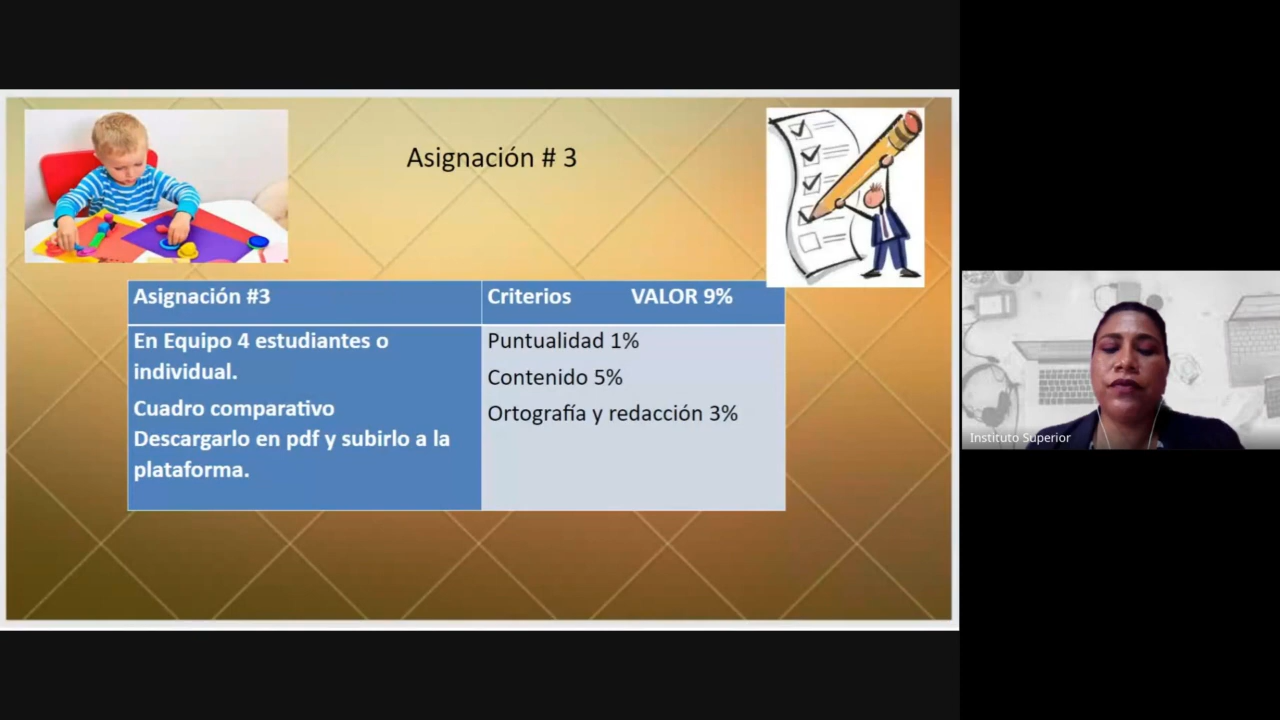 Asignación # 3
Asignación #3
Criterios VALOR 9%
En Equipo 4 estudiantes o
individual.
Cuadro comparativo
Descargarlo en pdf y subirlo a la
plataforma.
Puntualidad 1%
Contenido 5%
Ortografía y redacción 3%
Instituto Superior